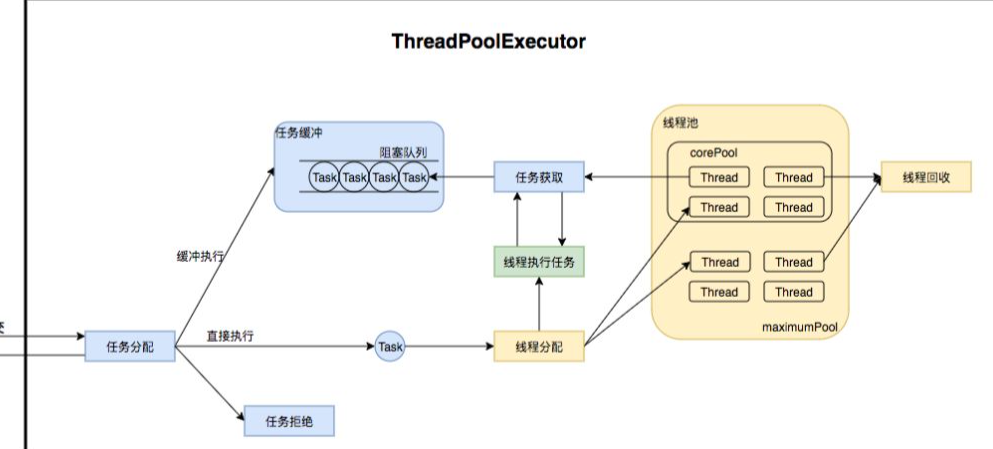 ThreadPoolExecutor
任务缓冲
阻塞队列
Task Task Task Task
任务获取
线程池
corePool
Thread Thread
Thread Thread
Thread Thread
Thread Thread
maximumPool
线程回收
缓冲执行
线程执行任务
直接执行
任务分配
Task
线程分配
任务拒绝